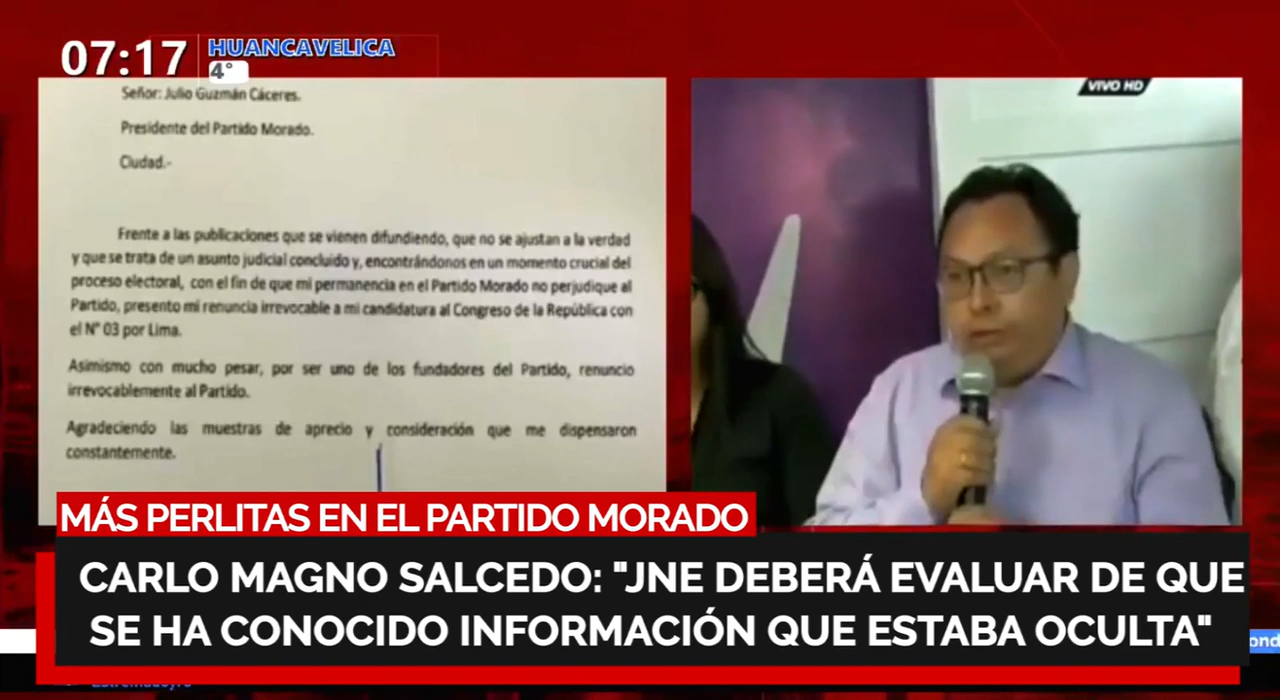 07:17
HUANCAVELICA
4°
VIVO HD
Señor: Julio Guzmán Cáceres.
Presidente del Partido Morado.
Ciudad.-
Frente a las publicaciones que se vienen difundiendo, que no se ajustan a la verdad
y que se trata de un asunto judicial concluido y, encontrándonos en un momento crucial del
proceso electoral, con el fin de que mi permanencia en el Partido Morado no perjudique al
Partido, presento mi renuncia irrevocable a mi candidatura al Congreso de la República con
el N° 03 por Lima.
Asimismo con mucho pesar, por ser uno de los fundadores del Partido, renuncio
irrevocablemente al Partido.
Agradeciendo las muestras de aprecio y consideración que me dispensaron
constantemente.
MÁS PERLITAS EN EL PARTIDO MORADO
CARLO MAGNO SALCEDO: "JNE DEBERÁ EVALUAR DE QUE
SE HA CONOCIDO INFORMACIÓN QUE ESTABA OCULTA"